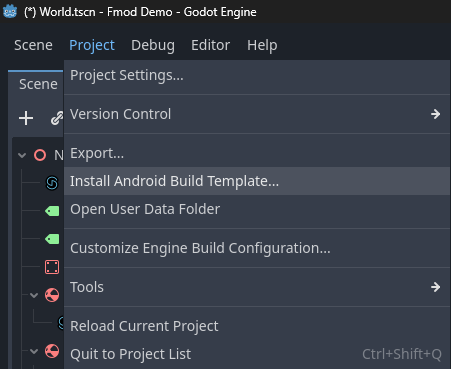 (*) World.tscn - Fmod Demo - Godot Engine
Scene Project Debug Editor Help
Scene
Project Settings...
Version Control
Export...
Install Android Build Template...
Open User Data Folder
Customize Engine Build Configuration...
Tools
Reload Current Project
Quit to Project List Ctrl+Shift+Q